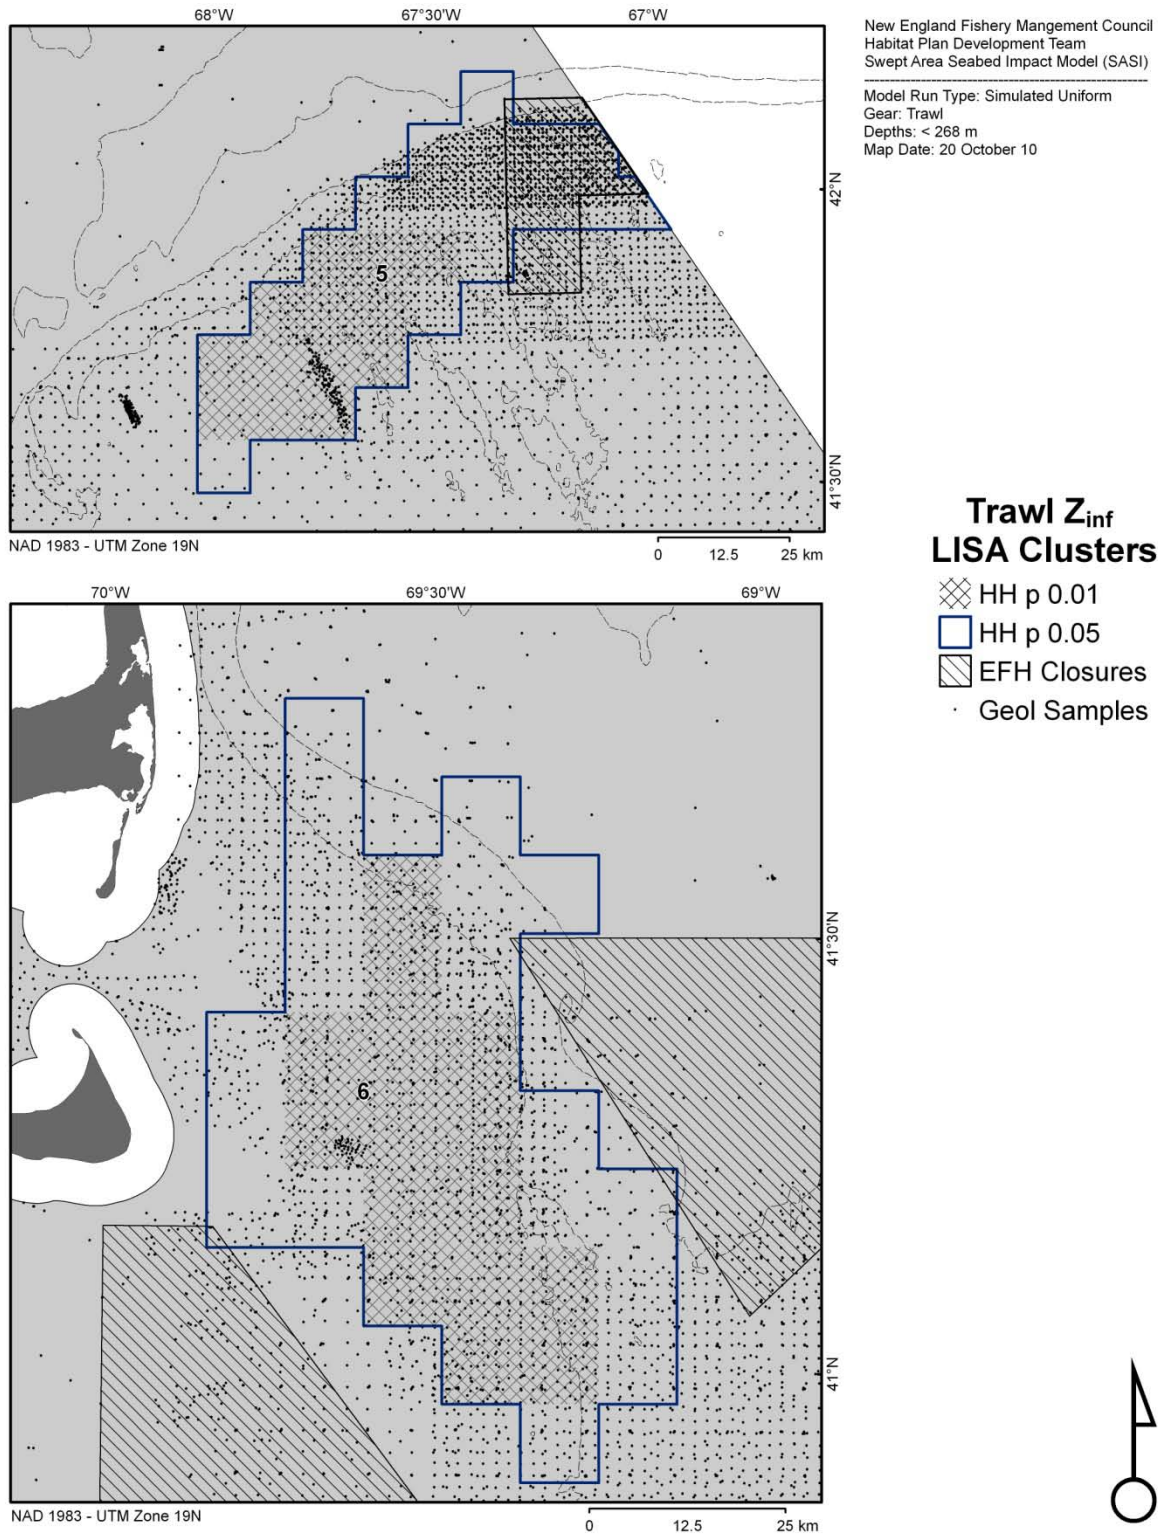 68°W 67°30'W 67°W
New England Fishery Mangement Council
Habitat Plan Development Team
Swept Area Seabed Impact Model (SASI)
Model Run Type: Simulated Uniform
Gear: Trawl
Depths: < 268 m
Map Date: 20 October 10
42°N
5
41°30'N
NAD 1983 - UTM Zone 19N
0 12.5 25 km
Trawl Zinf
LISA Clusters
HH p 0.01
HH p 0.05
EFH Closures
Geol Samples
70°W 69°30'W 69°W
41°30'N
6
41°N
NAD 1983 - UTM Zone 19N
0 12.5 25 km